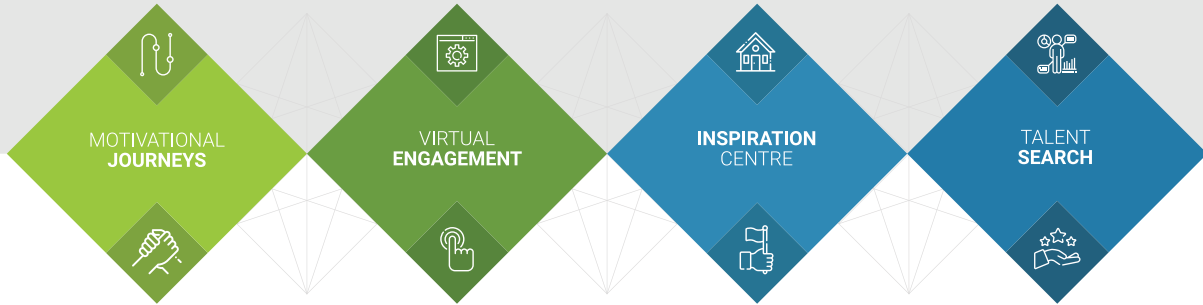 MOTIVATIONAL
JOURNEYS
VIRTUAL
ENGAGEMENT
INSPIRATION
CENTRE
TALENT
SEARCH